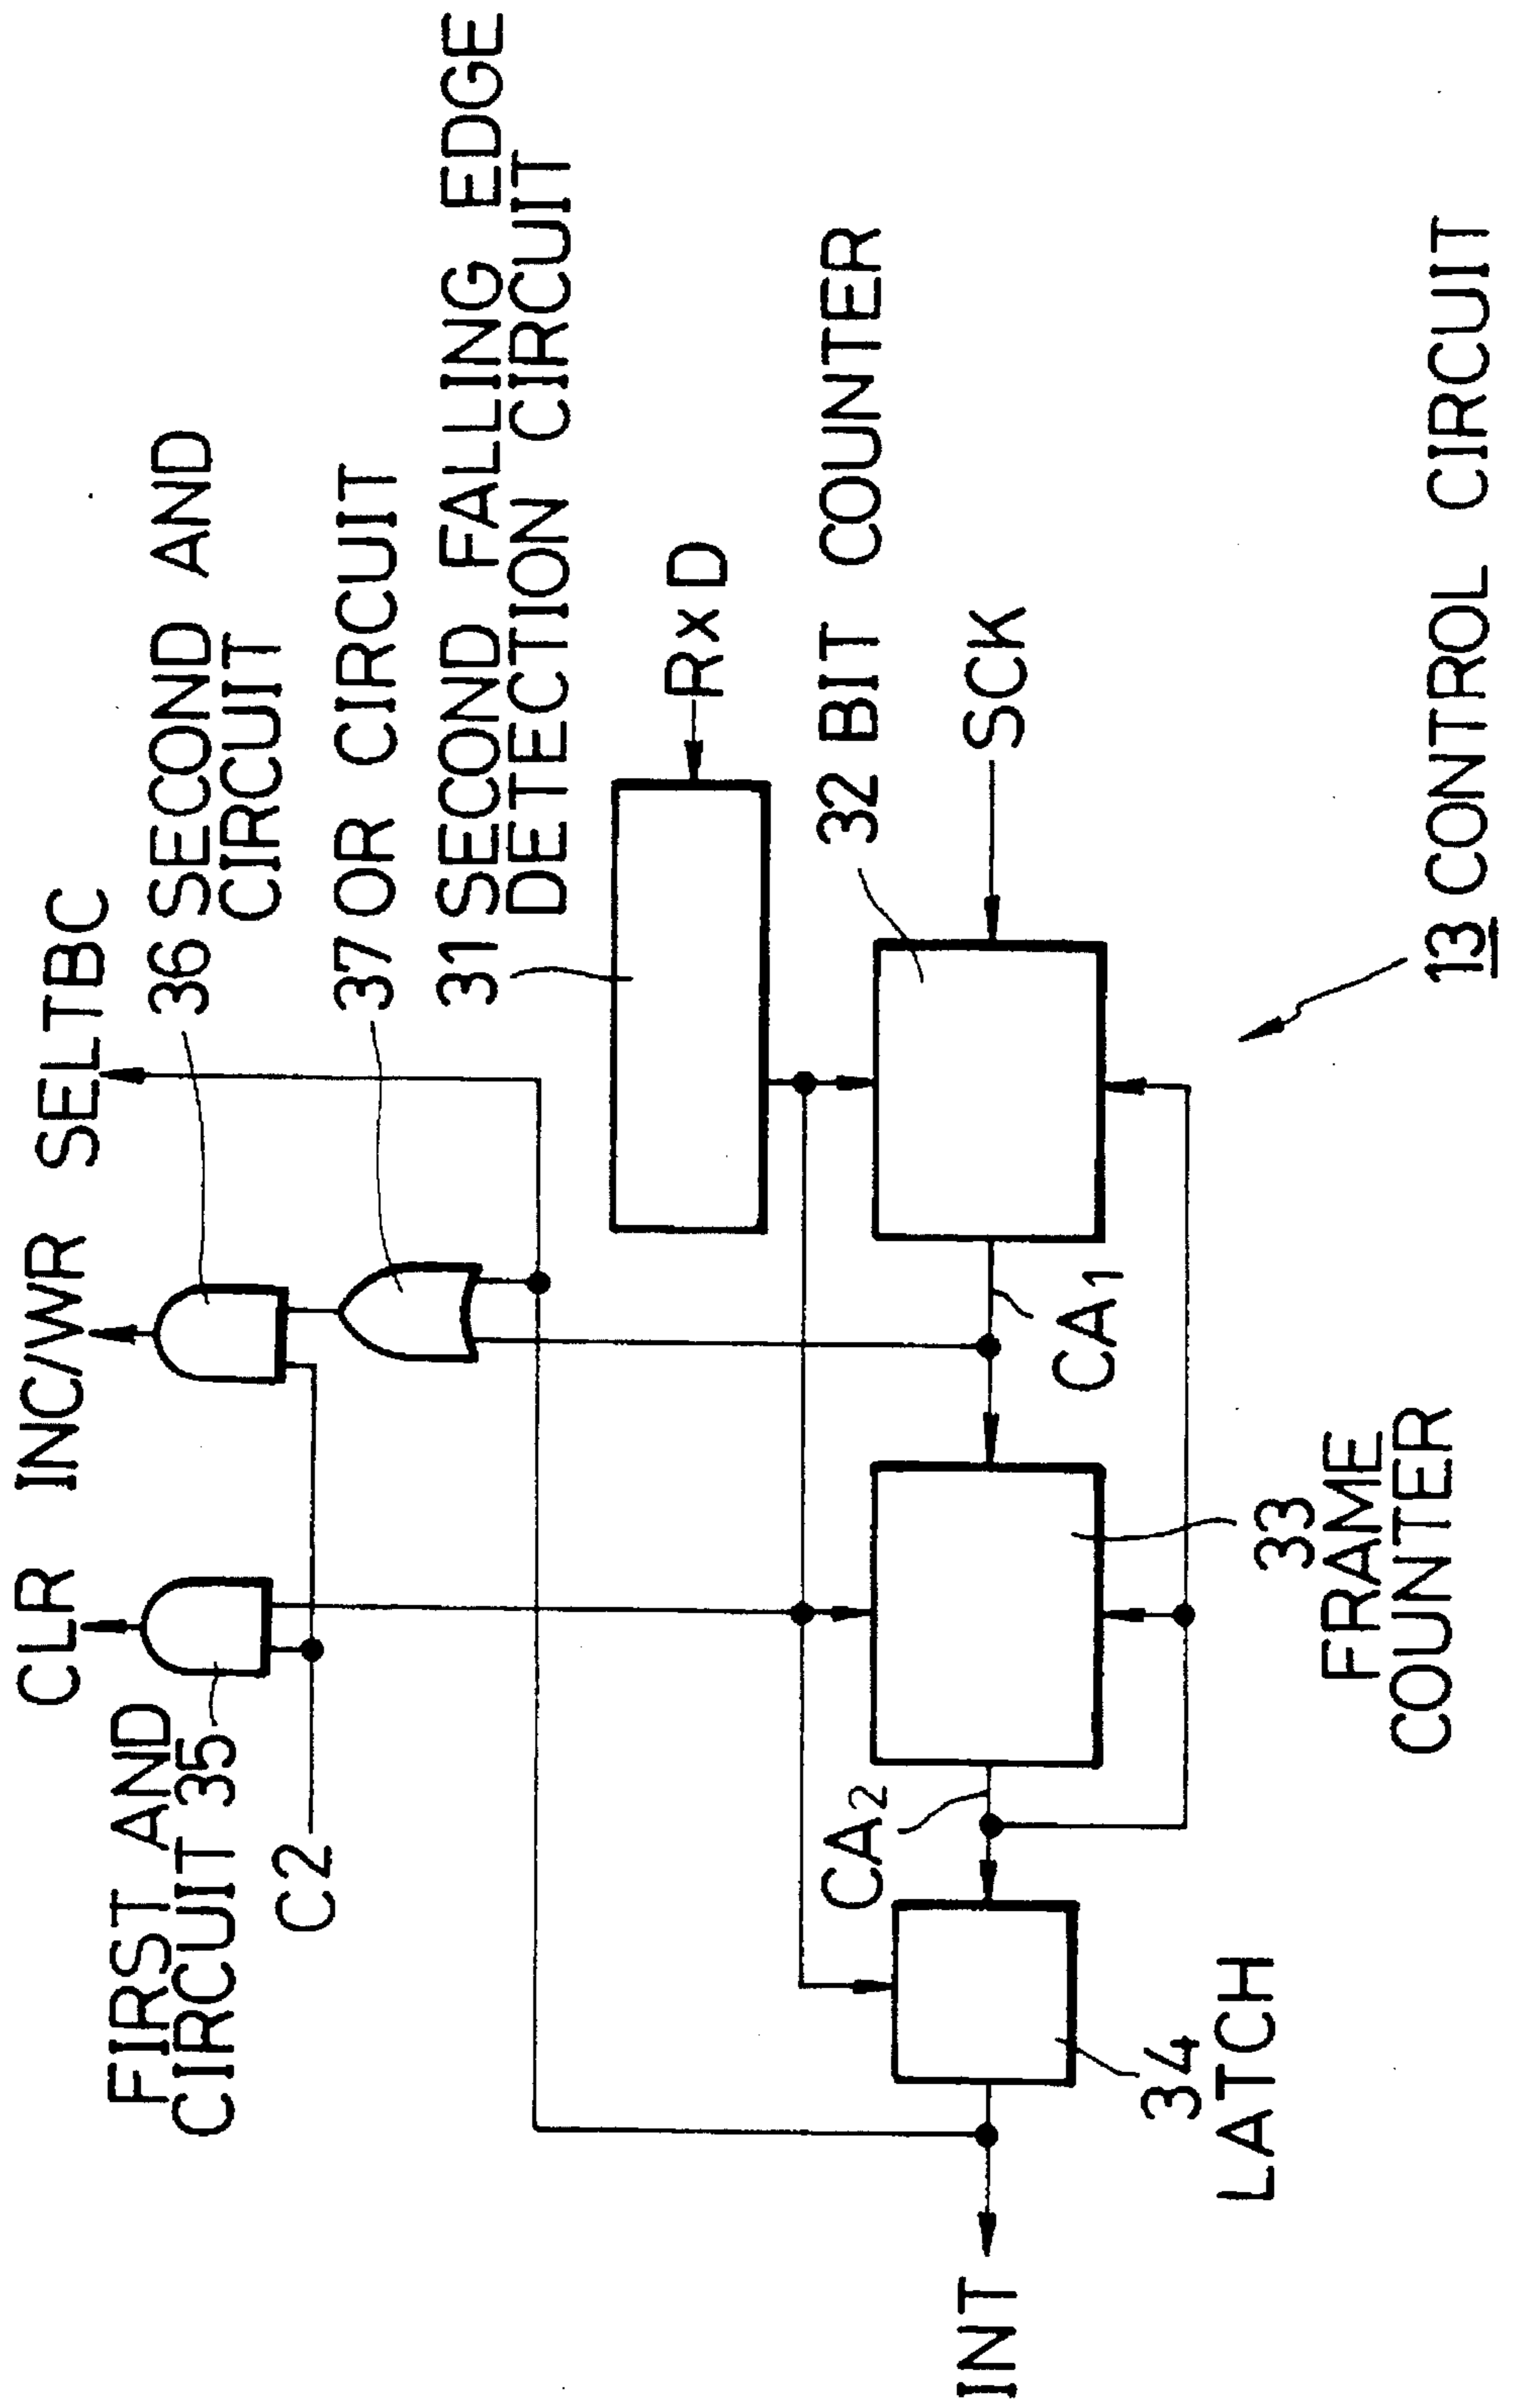 CLR
INC/WR
SELTBC
FIRST AND
CIRCUIT 35
36 SECOND AND
CIRCUIT
C2
37 OR CIRCUIT
31 SECOND FALLING EDGE
DETECTION CIRCUIT
RxD
32 BIT COUNTER
CA2
INT
SCK
CA1
34
LATCH
33
FRAME
COUNTER
13 CONTROL CIRCUIT